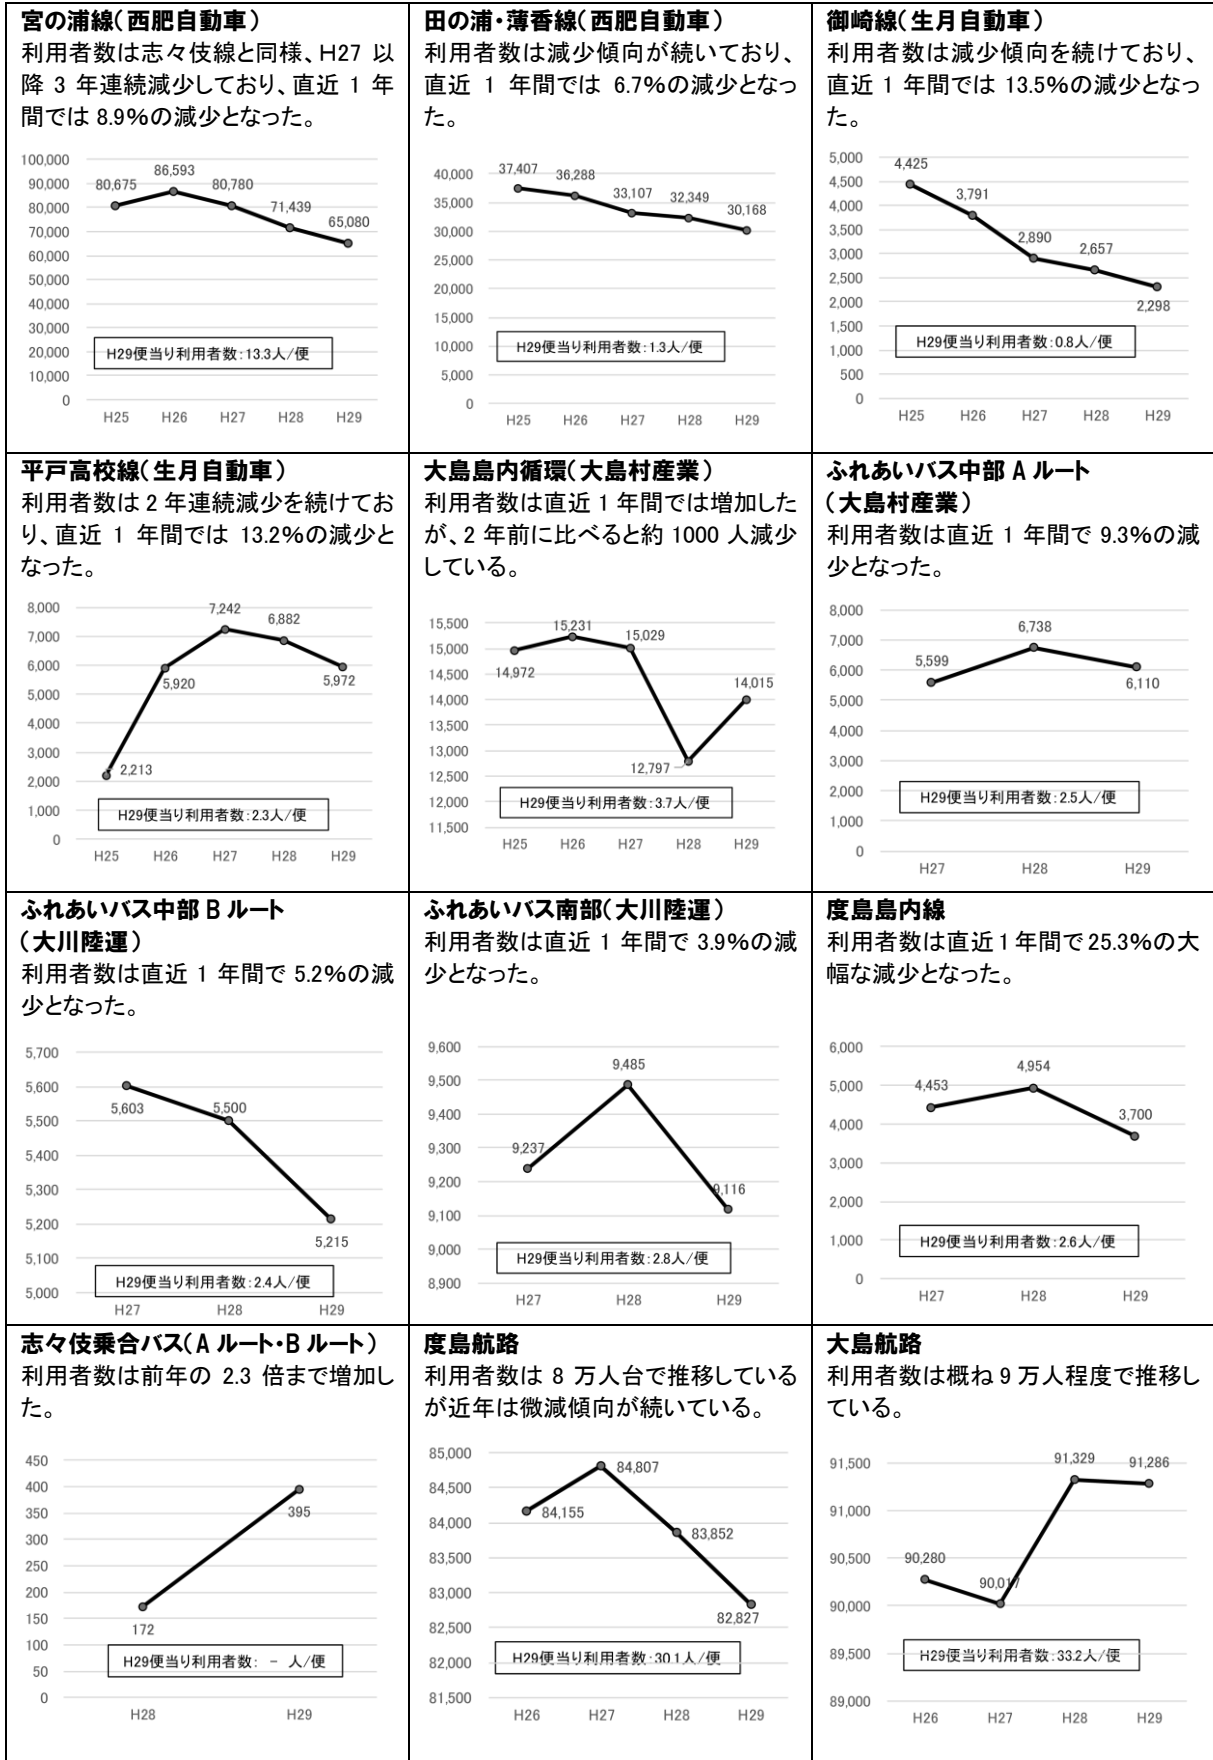 宮の浦線（西肥自動車）
利用者数は志々伎線と同様、H27 以
降 3 年連続減少しており、直近 1 年
間では 8.9%の減少となった。
100,000
90,000
80,000
70,000
60,000
50,000
40,000
30,000
20,000
10,000
0
80,675
86,593
80,780
71,439
65,080
H29便当り利用者数:13.3人/便
H25 H26 H27 H28 H29
田の浦・薄香線（西肥自動車）
利用者数は減少傾向が続いており、
直近 1 年間では 6.7%の減少となっ
た。
40,000
35,000
30,000
25,000
20,000
15,000
10,000
5,000
0
37,407
36,288
33,107
32,349
30,168
H29便当り利用者数:1.3人/便
H25 H26 H27 H28 H29
御崎線（生月自動車）
利用者数は減少傾向を続けており、
直近 1 年間では 13.5%の減少となっ
た。
5,000
4,500
4,000
3,500
3,000
2,500
2,000
1,500
1,000
500
0
4,425
3,791
2,890
2,657
2,298
H29便当り利用者数:0.8人/便
H25 H26 H27 H28 H29
平戸高校線（生月自動車）
利用者数は 2 年連続減少を続けてお
り、直近 1 年間では 13.2%の減少と
なった。
8,000
7,000
6,000
5,000
4,000
3,000
2,000
1,000
0
2,213
5,920
7,242
6,882
5,972
H29便当り利用者数:2.3人/便
H25 H26 H27 H28 H29
大島島内循環（大島村産業）
利用者数は直近 1 年間では増加した
が、2 年前に比べると約 1000 人減少
している。
15,500
15,000
14,500
14,000
13,500
13,000
12,500
12,000
11,500
14,972
15,231
15,029
12,797
14,015
H29便当り利用者数:3.7人/便
H25 H26 H27 H28 H29
ふれあいバス中部 A ルート
（大島村産業）
利用者数は直近 1 年間で 9.3%の減
少となった。
8,000
7,000
6,000
5,000
4,000
3,000
2,000
1,000
0
5,599
6,738
6,110
H29便当り利用者数:2.5人/便
H27 H28 H29
ふれあいバス中部 B ルート
（大川陸運）
利用者数は直近 1 年間で 5.2%の減
少となった。
5,700
5,600
5,500
5,400
5,300
5,200
5,100
5,000
5,603
5,500
5,215
H29便当り利用者数:2.4人/便
H27 H28 H29
ふれあいバス南部（大川陸運）
利用者数は直近 1 年間で 3.9%の減
少となった。
9,600
9,500
9,400
9,300
9,200
9,100
9,000
8,900
9,237
9,485
9,116
H29便当り利用者数:2.8人/便
H27 H28 H29
度島島内線
利用者数は直近 1 年間で 25.3%の大
幅な減少となった。
6,000
5,000
4,000
3,000
2,000
1,000
0
4,453
4,954
3,700
H29便当り利用者数:2.6人/便
H27 H28 H29
志々伎乗合バス（A ルート・B ルート）
利用者数は前年の 2.3 倍まで増加し
た。
450
400
350
300
250
200
150
100
50
0
172
395
H29便当り利用者数: － 人/便
H28 H29
度島航路
利用者数は 8 万人台で推移している
が近年は微減傾向が続いている。
85,000
84,500
84,000
83,500
83,000
82,500
82,000
81,500
84,155
84,807
83,852
82,827
H29便当り利用者数:30.1人/便
H26 H27 H28 H29
大島航路
利用者数は概ね 9 万人程度で推移し
ている。
91,500
91,000
90,500
90,000
89,500
89,000
90,280
90,017
91,329
91,286
H29便当り利用者数:33.2人/便
H26 H27 H28 H29